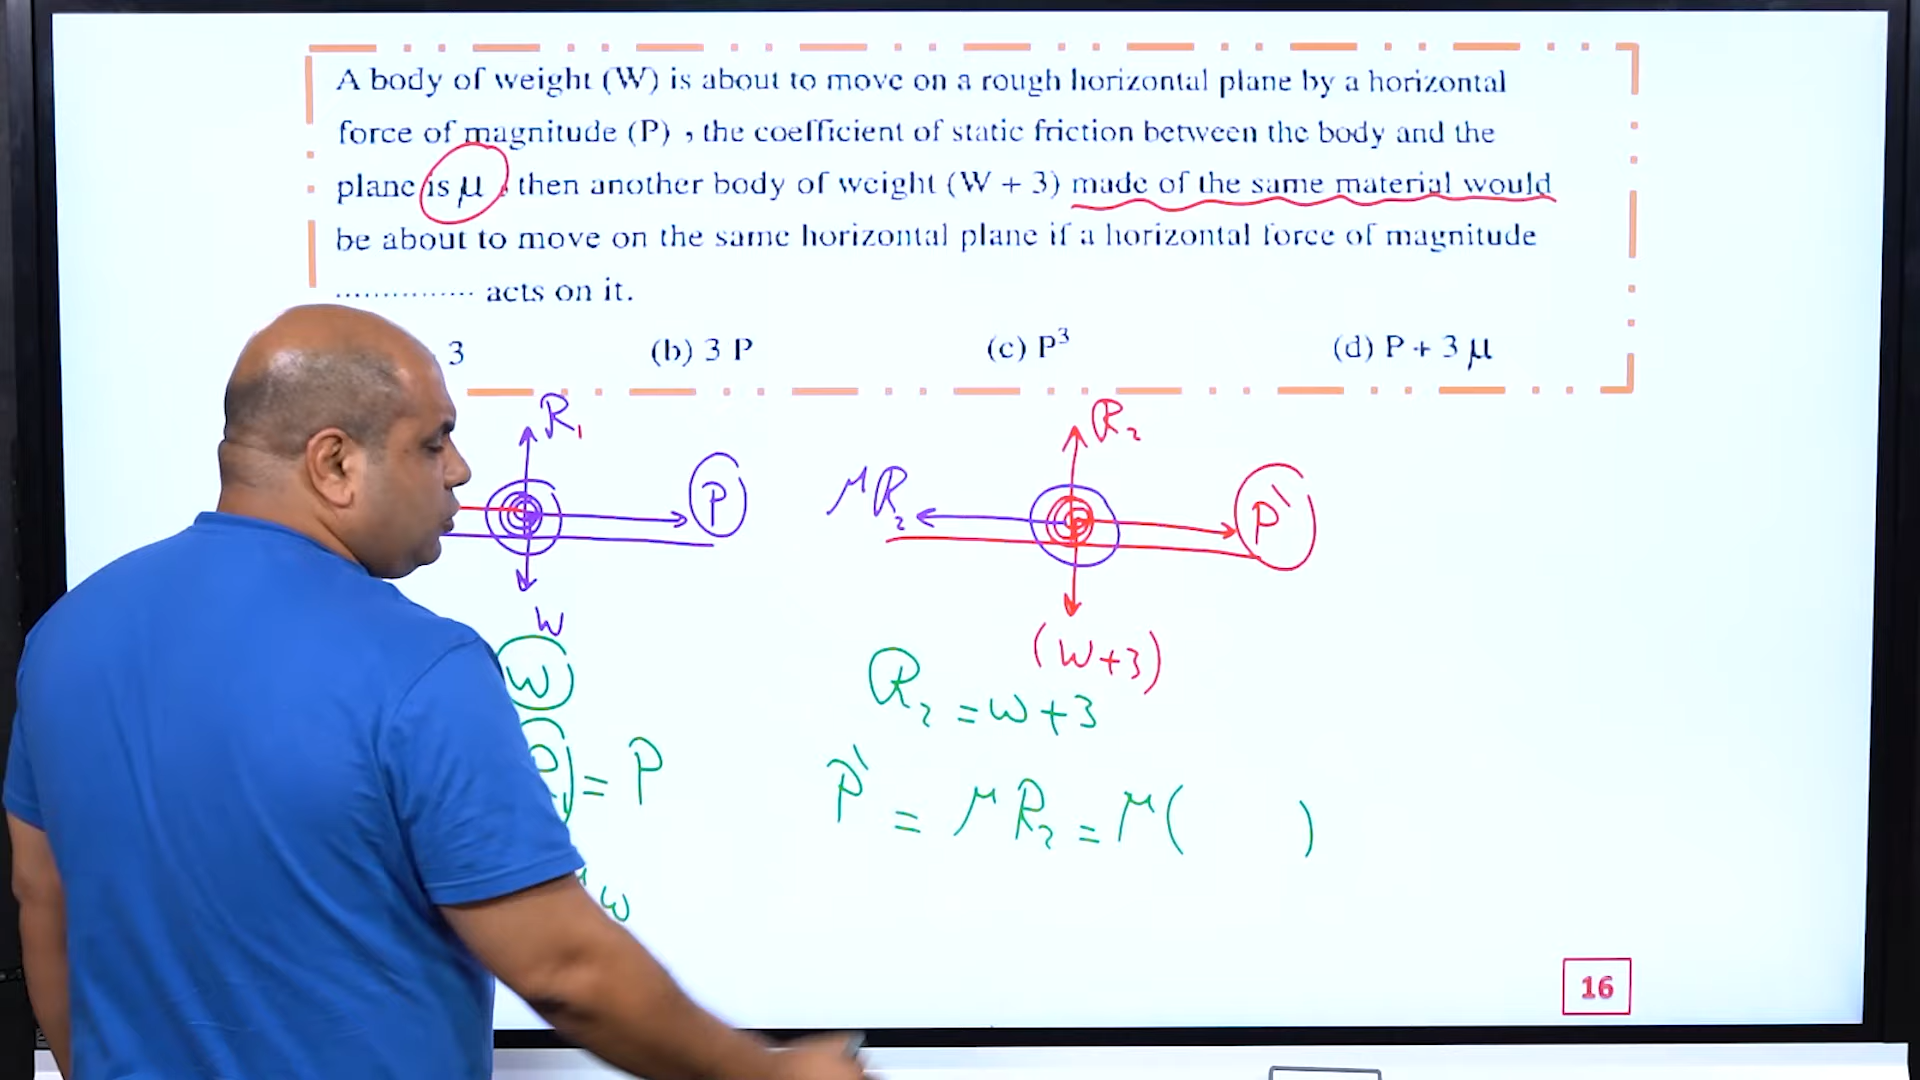 A body of weight (W) is about to move on a rough horizontal plane by a horizontal
force of magnitude (P) , the coefficient of static friction between the body and the
plane is μ , then another body of weight (W + 3) made of the same material would
be about to move on the same horizontal plane if a horizontal force of magnitude
............... acts on it.
3 (b) 3 P (c) P³ (d) P + 3 μ
R₁ R₂
P μR₂ P'
W (W+3)
W R₂ = W+3
= P P' = μR₂ = μ( )
W
16